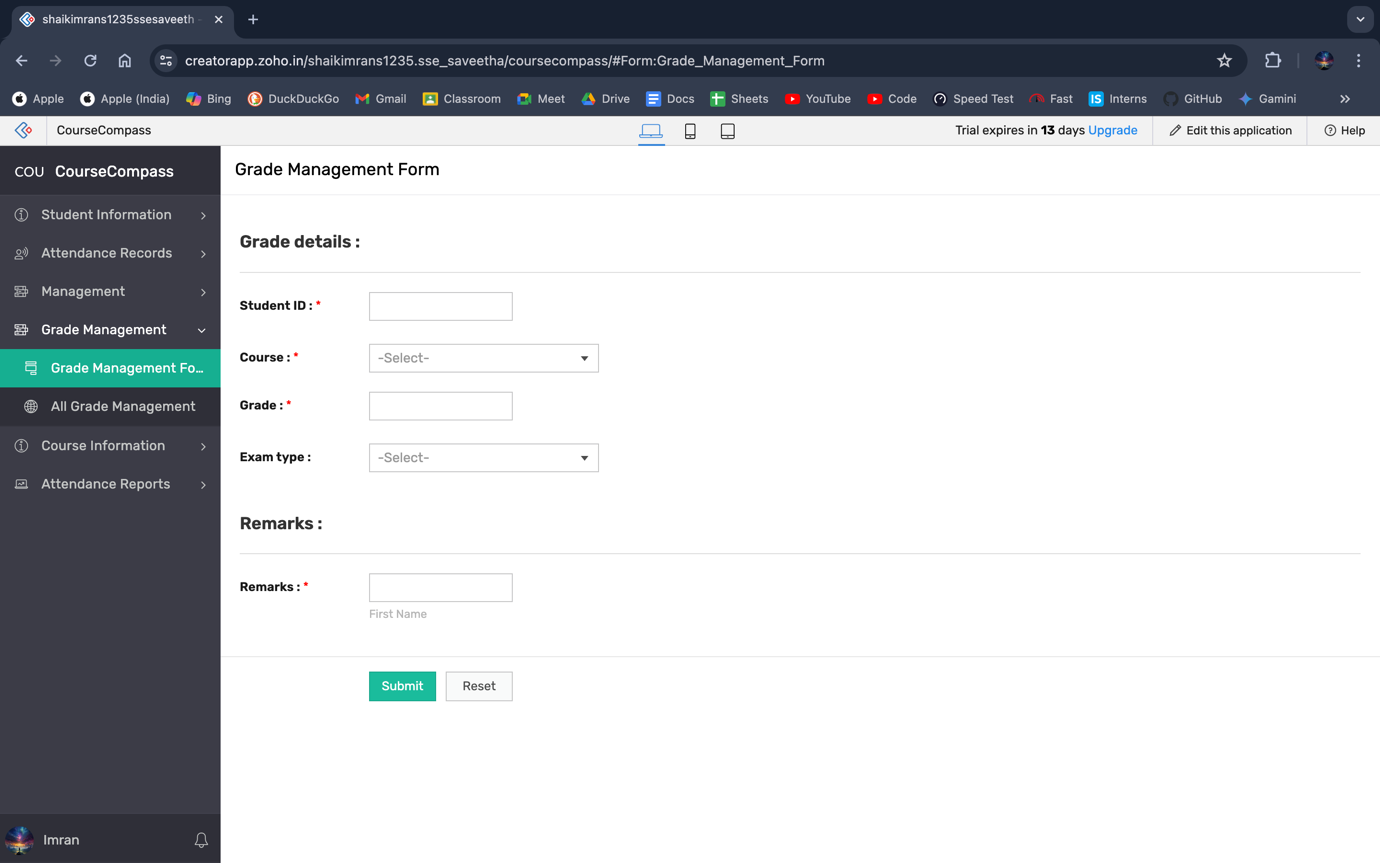 shaikimrans1235ssesaveeth
creatorapp.zoho.in/shaikimrans1235.sse_saveetha/coursecompass/#Form:Grade_Management_Form
Apple Apple (India) Bing DuckDuckGo Gmail Classroom Meet Drive Docs Sheets YouTube Code Speed Test Fast IS Interns GitHub Gamini
CourseCompass Trial expires in 13 days Upgrade Edit this application Help
COU CourseCompass
Student Information
Attendance Records
Management
Grade Management
Grade Management Fo...
All Grade Management
Course Information
Attendance Reports
Imran
Grade Management Form
Grade details :
Student ID : *
Course : * -Select-
Grade : *
Exam type : -Select-
Remarks :
Remarks : *
First Name
Submit Reset